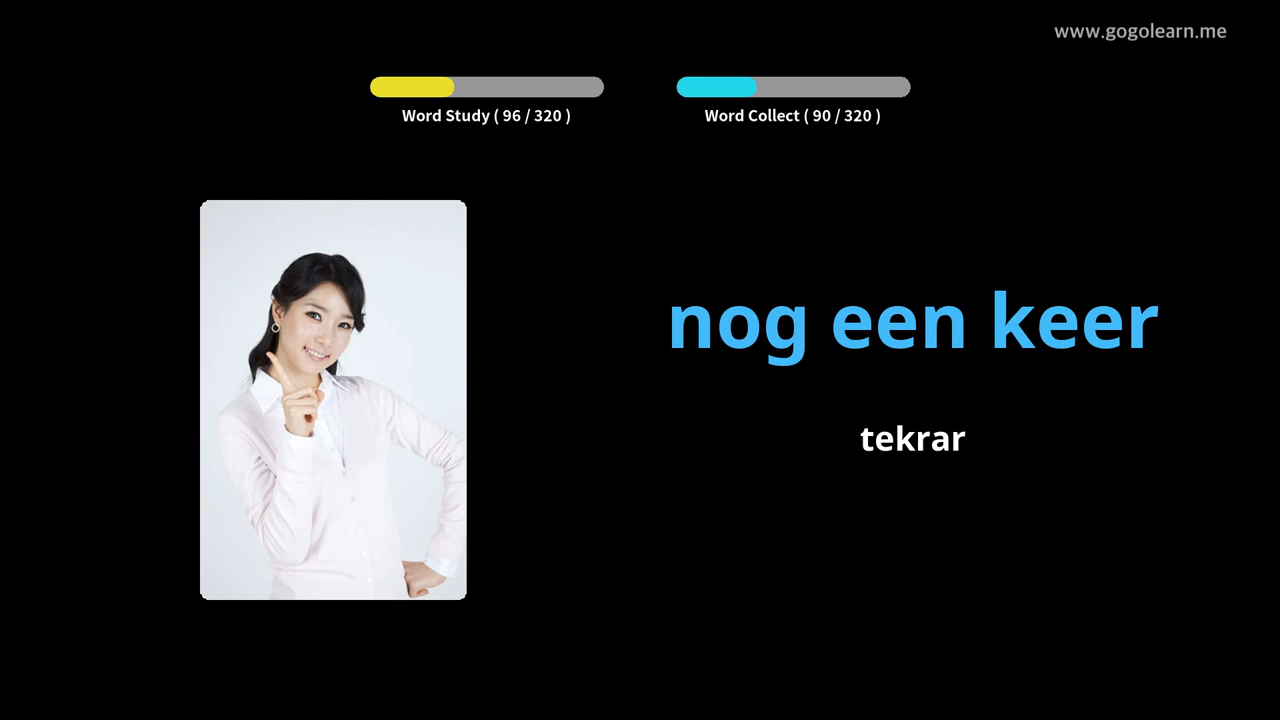 www.gogolearn.me
Word Study ( 96 / 320 )
Word Collect ( 90 / 320 )
nog een keer
tekrar